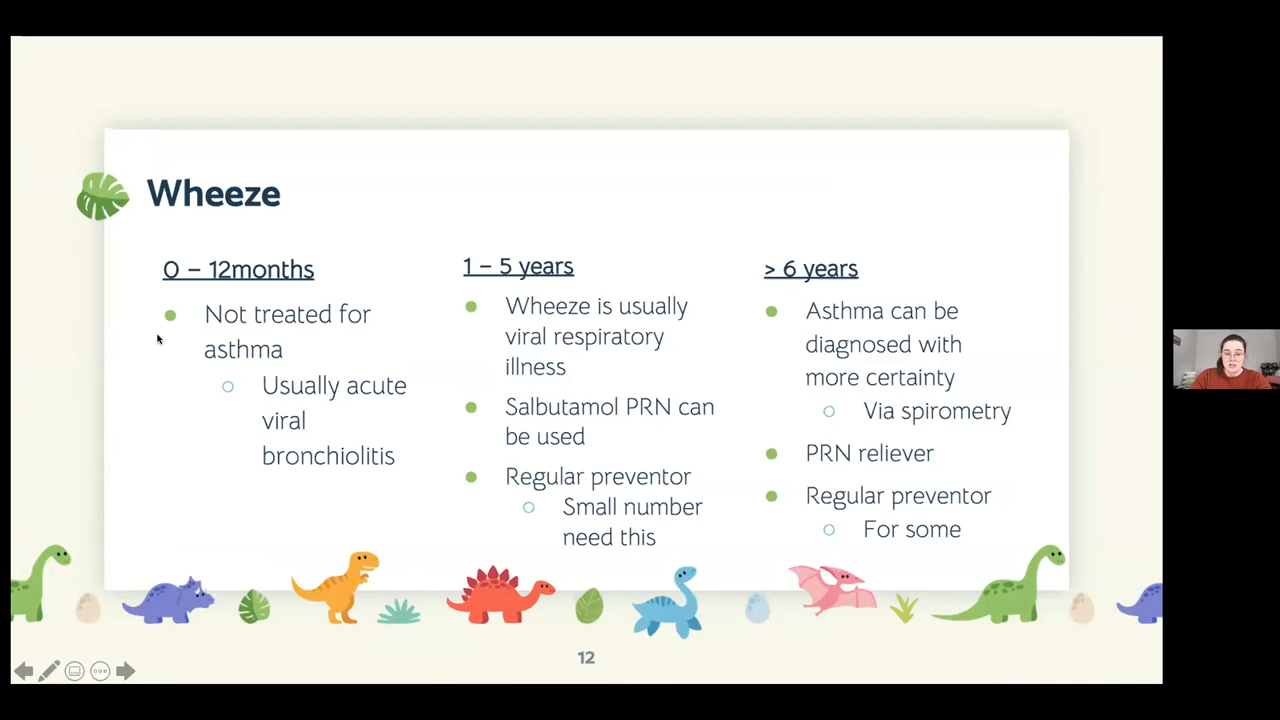 Wheeze
0 – 12months
Not treated for
asthma
Usually acute
viral
bronchiolitis
1 – 5 years
Wheeze is usually
viral respiratory
illness
Salbutamol PRN can
be used
Regular preventor
Small number
need this
> 6 years
Asthma can be
diagnosed with
more certainty
Via spirometry
PRN reliever
Regular preventor
For some
12